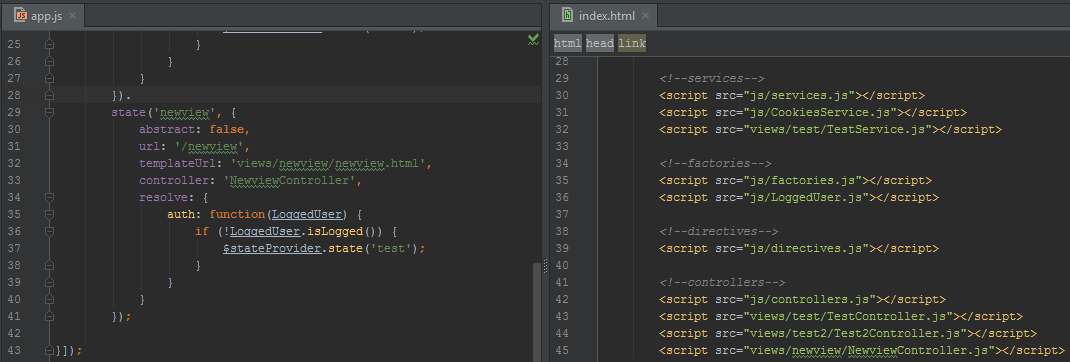 app.js
25 }
26 }
27 }
28 }).
29 state('newview', {
30 abstract: false,
31 url: '/newview',
32 templateUrl: 'views/newview/newview.html',
33 controller: 'NewviewController',
34 resolve: {
35 auth: function(LoggedUser) {
36 if (!LoggedUser.isLogged()) {
37 $stateProvider.state('test');
38 }
39 }
40 }
41 });
42
43 }]);
index.html
html head link
28
29 <!--services-->
30 <script src="js/services.js"></script>
31 <script src="js/CookiesService.js"></script>
32 <script src="views/test/TestService.js"></script>
33
34 <!--factories-->
35 <script src="js/factories.js"></script>
36 <script src="js/LoggedUser.js"></script>
37
38 <!--directives-->
39 <script src="js/directives.js"></script>
40
41 <!--controllers-->
42 <script src="js/controllers.js"></script>
43 <script src="views/test/TestController.js"></script>
44 <script src="views/test2/Test2Controller.js"></script>
45 <script src="views/newview/NewviewController.js"></script>